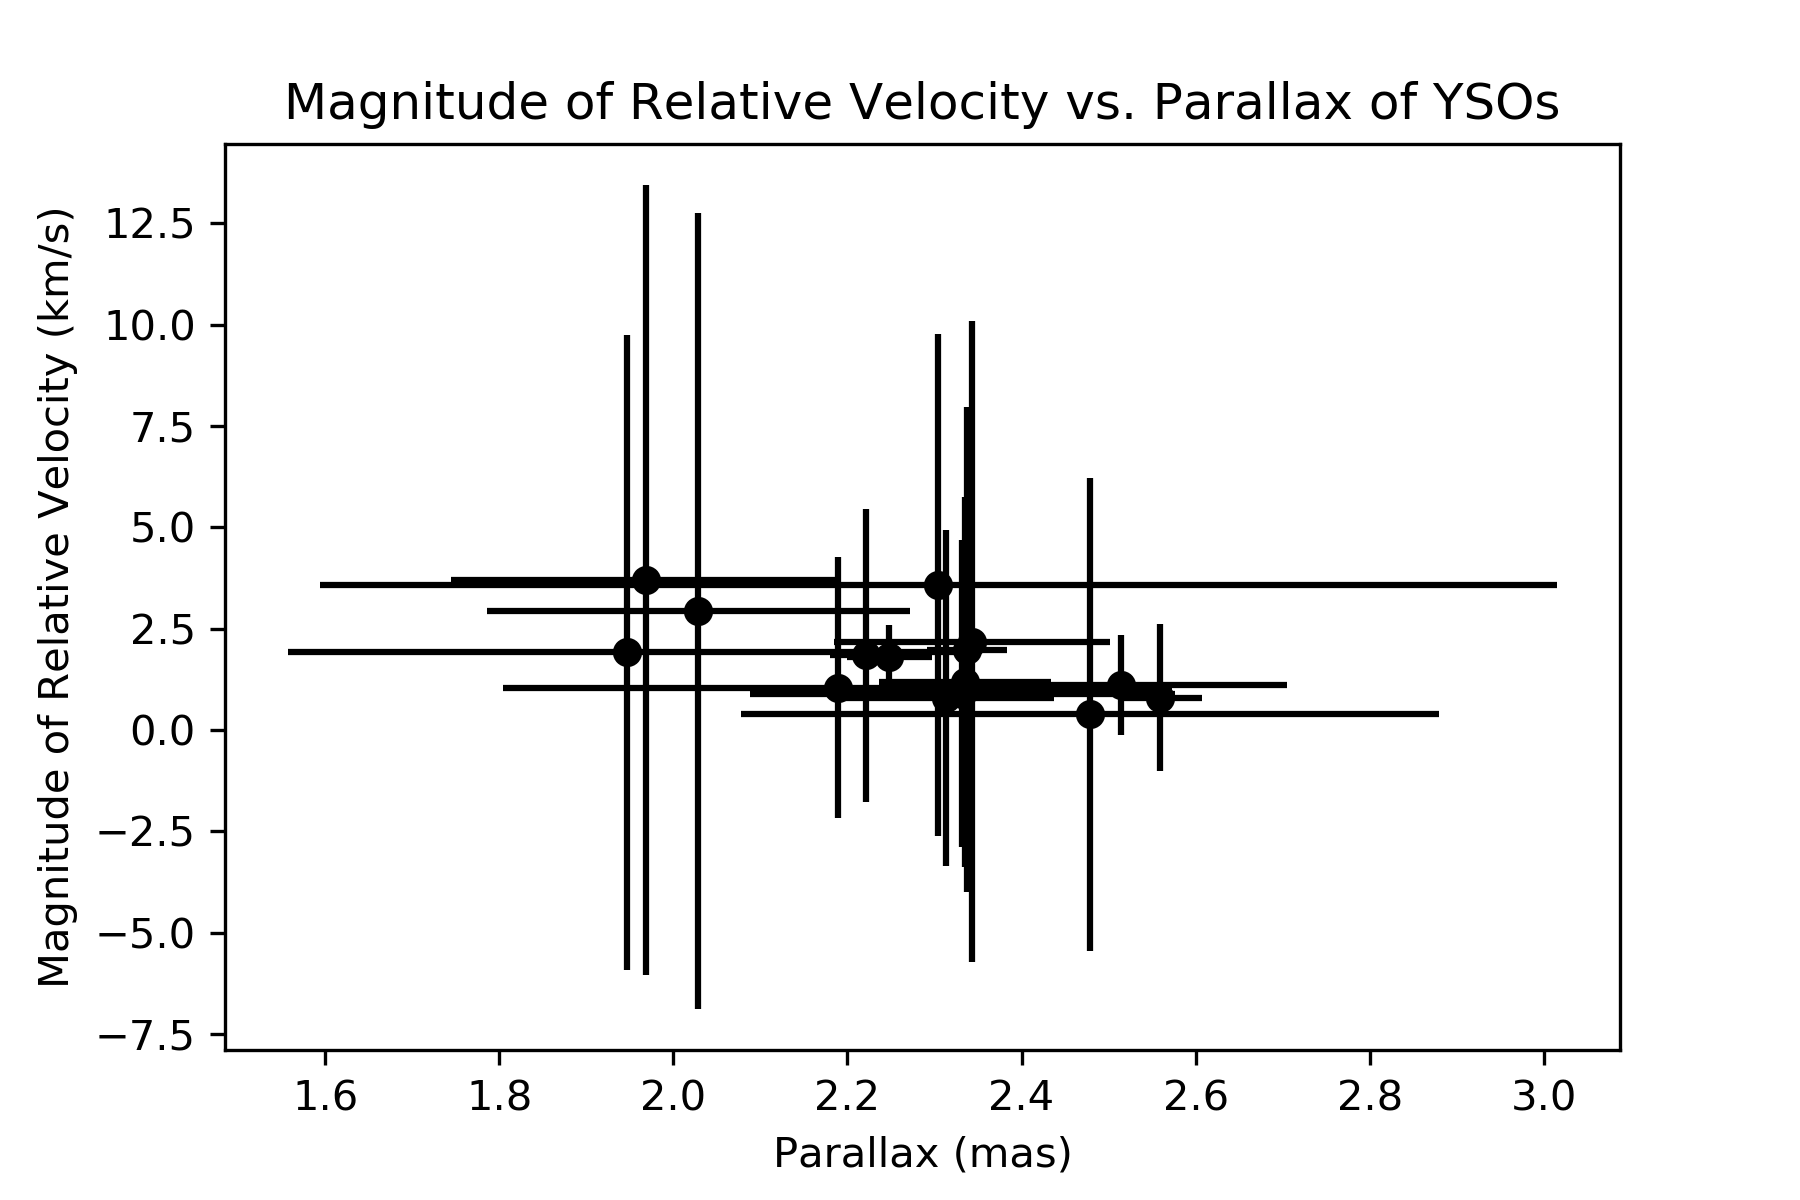 Magnitude of Relative Velocity vs. Parallax of YSOs
Magnitude of Relative Velocity (km/s)
12.5
10.0
7.5
5.0
2.5
0.0
−2.5
−5.0
−7.5
1.6 1.8 2.0 2.2 2.4 2.6 2.8 3.0
Parallax (mas)